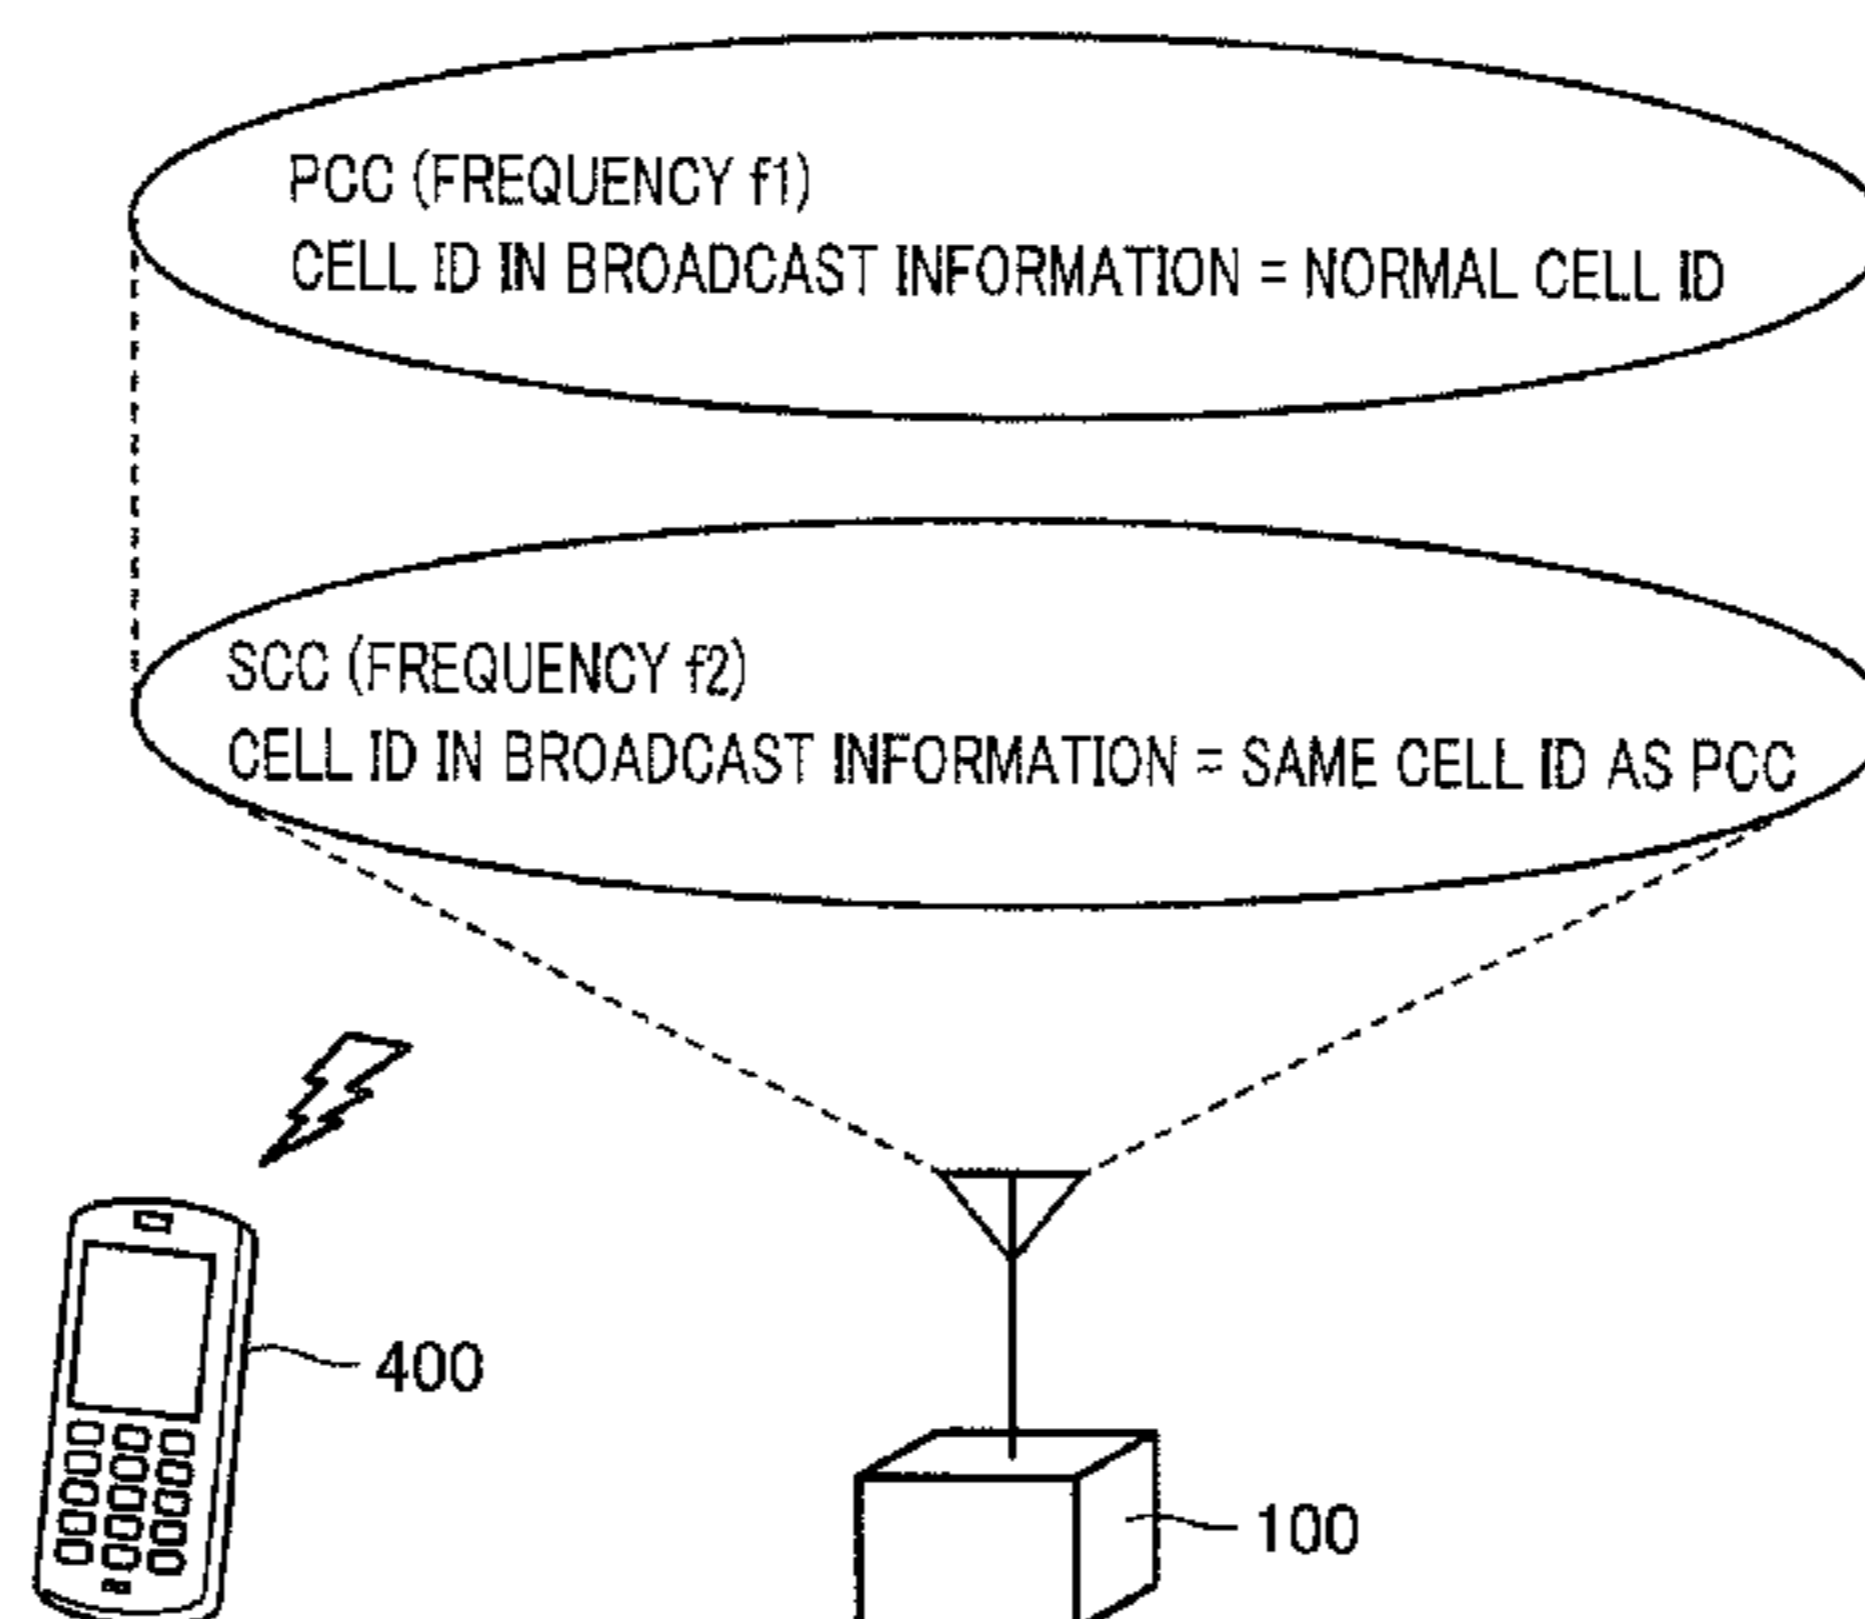 PCC (FREQUENCY f1)
CELL ID IN BROADCAST INFORMATION = NORMAL CELL ID
SCC (FREQUENCY f2)
CELL ID IN BROADCAST INFORMATION = SAME CELL ID AS PCC
400
100